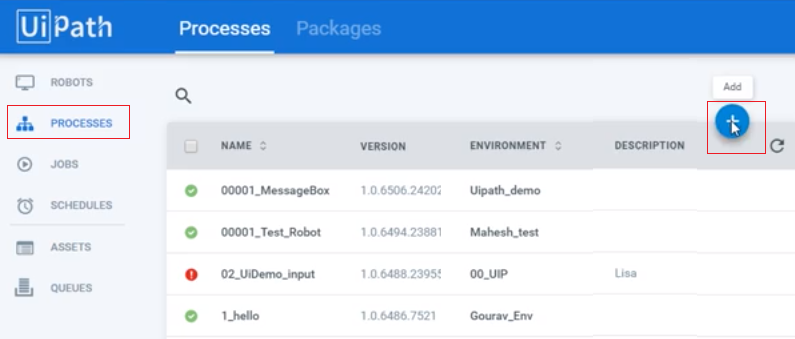 UiPath
Processes Packages
ROBOTS
PROCESSES
JOBS
SCHEDULES
ASSETS
QUEUES
Add
NAME VERSION ENVIRONMENT DESCRIPTION
00001_MessageBox 1.0.6506.24202 Uipath_demo
00001_Test_Robot 1.0.6494.23881 Mahesh_test
02_UiDemo_input 1.0.6488.23955 00_UIP Lisa
1_hello 1.0.6486.7521 Gourav_Env